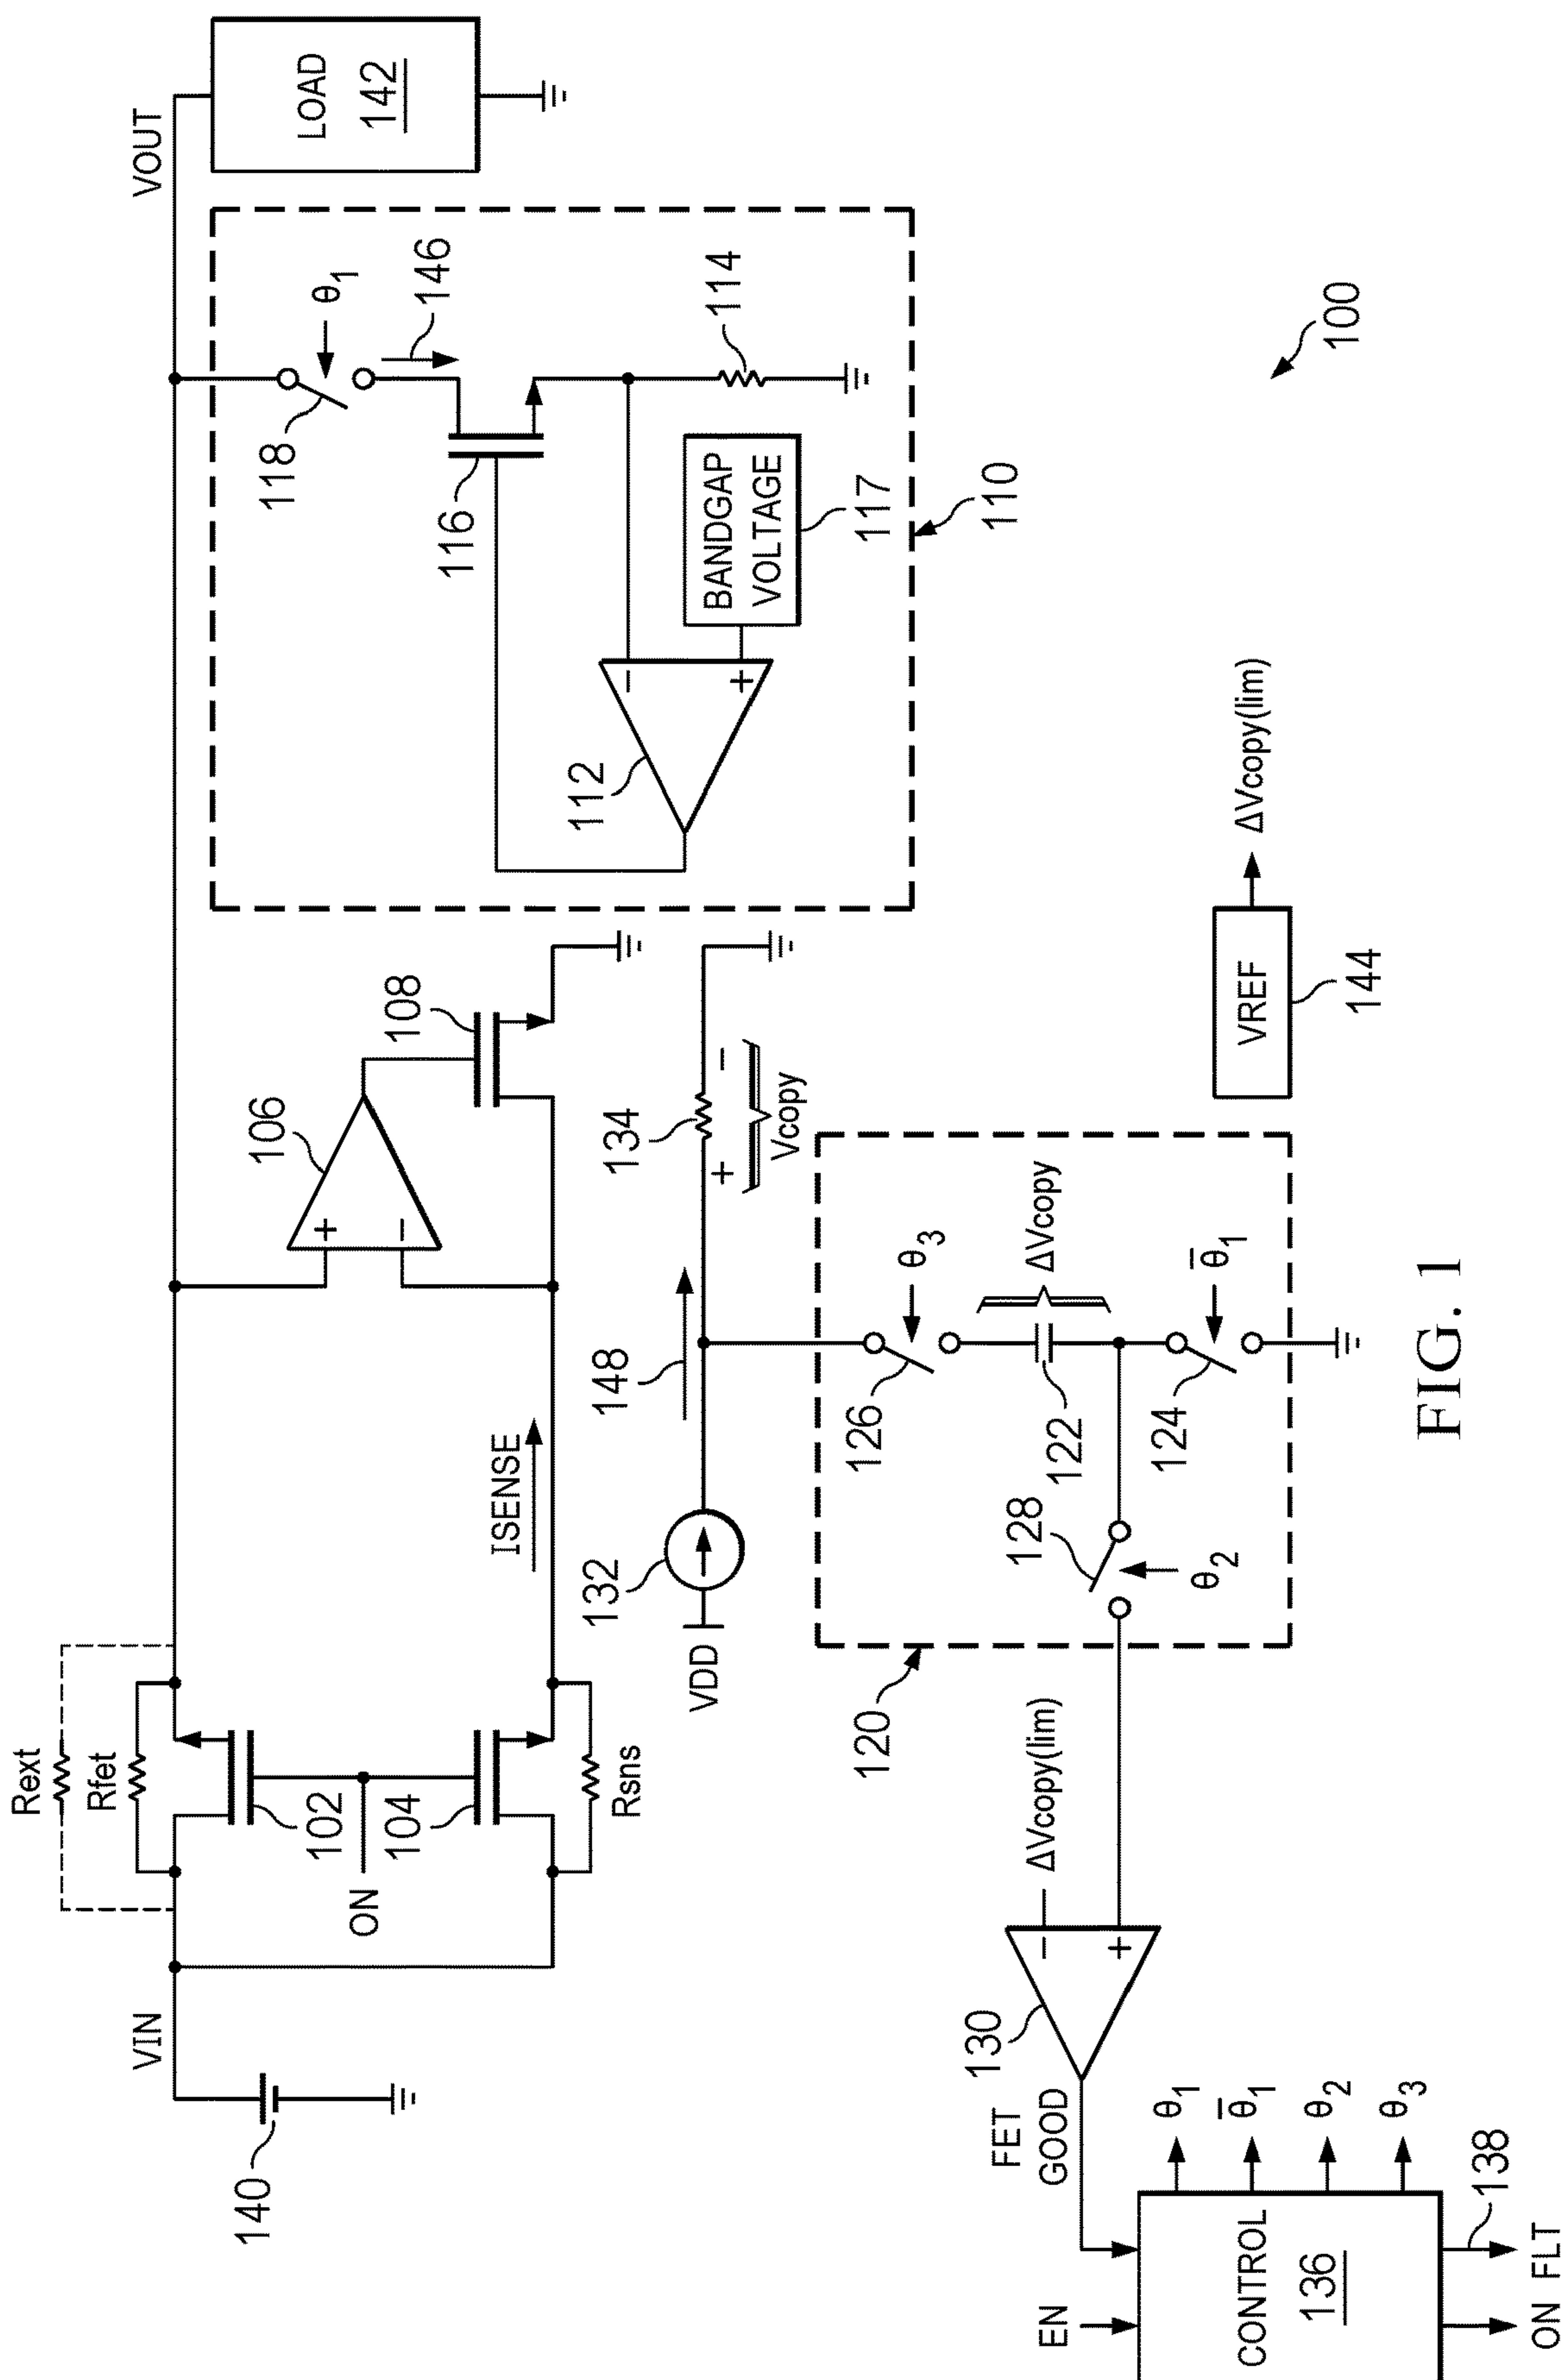 Rext
Rfet
VIN
VOUT
140
102
ON
104
Rsns
ISENSE
106
+
−
108
118
θ1
146
116
114
112
−
+
BANDGAP
VOLTAGE
117
110
LOAD
142
VDD
132
148
134
+
−
Vcopy
126
θ3
122
ΔVcopy
124
θ̅1
128
θ2
120
ΔVcopy(lim)
−
+
130
FET
GOOD
EN
CONTROL
136
θ1
θ̅1
θ2
θ3
138
ON
FLT
VREF
144
ΔVcopy(lim)
100
FIG. 1